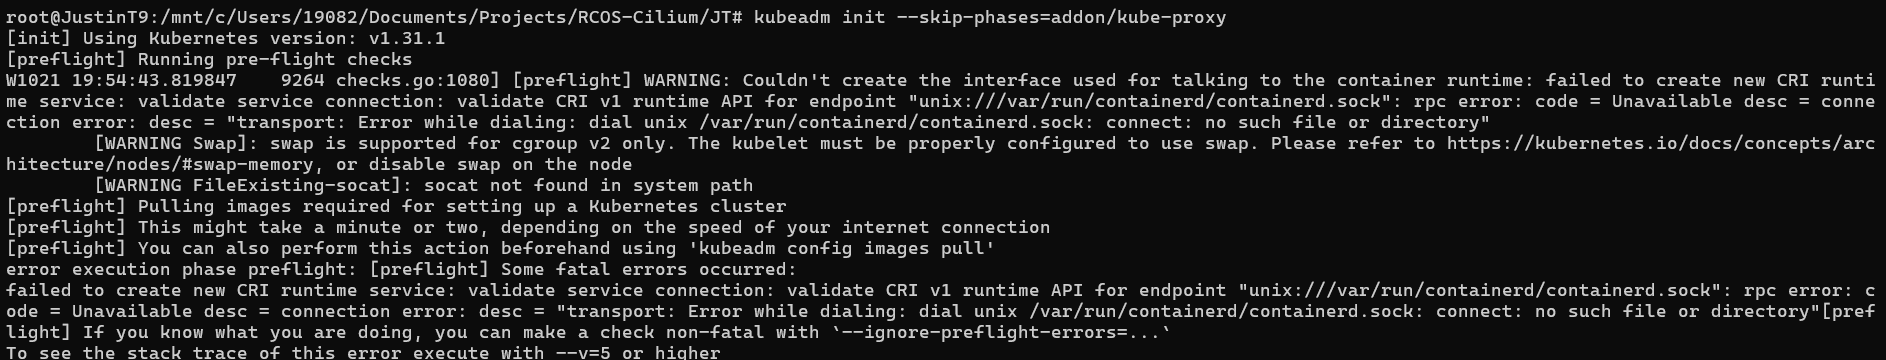 root@JustinT9:/mnt/c/Users/19082/Documents/Projects/RCOS-Cilium/JT# kubeadm init --skip-phases=addon/kube-proxy
[init] Using Kubernetes version: v1.31.1
[preflight] Running pre-flight checks
W1021 19:54:43.819847    9264 checks.go:1080] [preflight] WARNING: Couldn't create the interface used for talking to the container runtime: failed to create new CRI runti
me service: validate service connection: validate CRI v1 runtime API for endpoint "unix:///var/run/containerd/containerd.sock": rpc error: code = Unavailable desc = conne
ction error: desc = "transport: Error while dialing: dial unix /var/run/containerd/containerd.sock: connect: no such file or directory"
        [WARNING Swap]: swap is supported for cgroup v2 only. The kubelet must be properly configured to use swap. Please refer to https://kubernetes.io/docs/concepts/arc
hitecture/nodes/#swap-memory, or disable swap on the node
        [WARNING FileExisting-socat]: socat not found in system path
[preflight] Pulling images required for setting up a Kubernetes cluster
[preflight] This might take a minute or two, depending on the speed of your internet connection
[preflight] You can also perform this action beforehand using 'kubeadm config images pull'
error execution phase preflight: [preflight] Some fatal errors occurred:
failed to create new CRI runtime service: validate service connection: validate CRI v1 runtime API for endpoint "unix:///var/run/containerd/containerd.sock": rpc error: c
ode = Unavailable desc = connection error: desc = "transport: Error while dialing: dial unix /var/run/containerd/containerd.sock: connect: no such file or directory"[pref
light] If you know what you are doing, you can make a check non-fatal with `--ignore-preflight-errors=...`
To see the stack trace of this error execute with --v=5 or higher